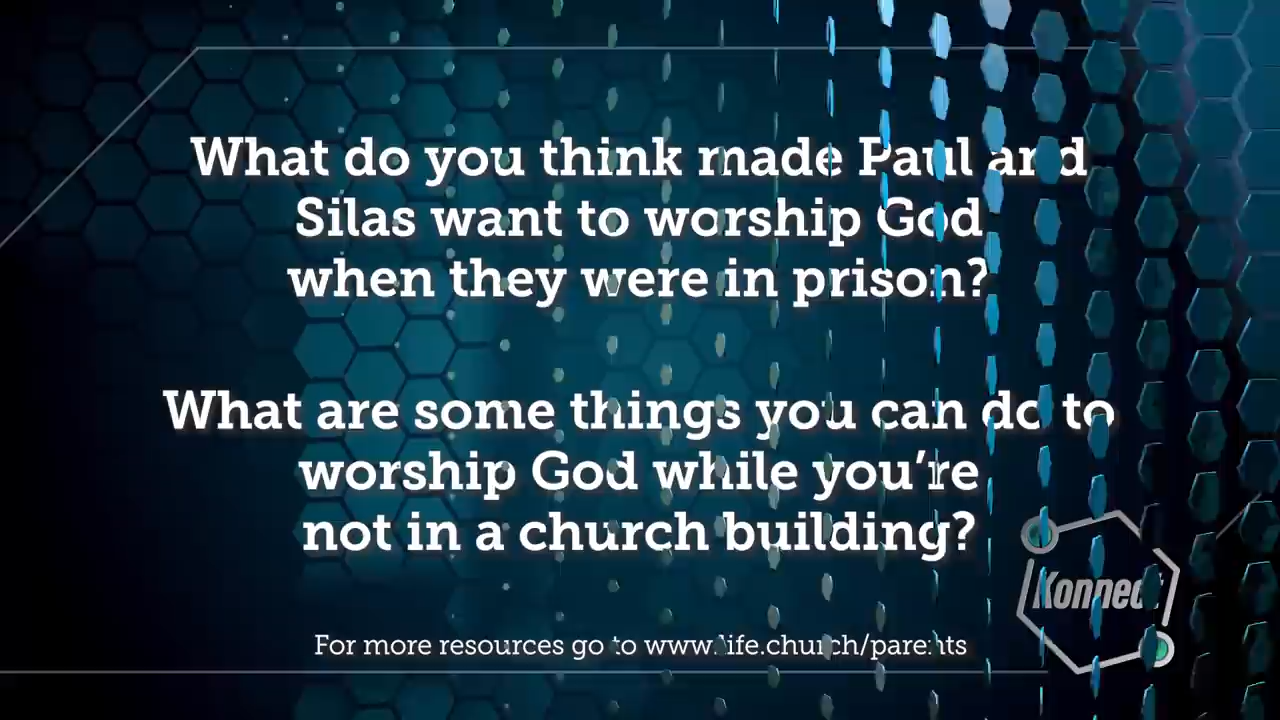 What do you think made Paul and
Silas want to worship God
when they were in prison?
What are some things you can do to
worship God while you're
not in a church building?
Konnect
For more resources go to www.life.church/parents